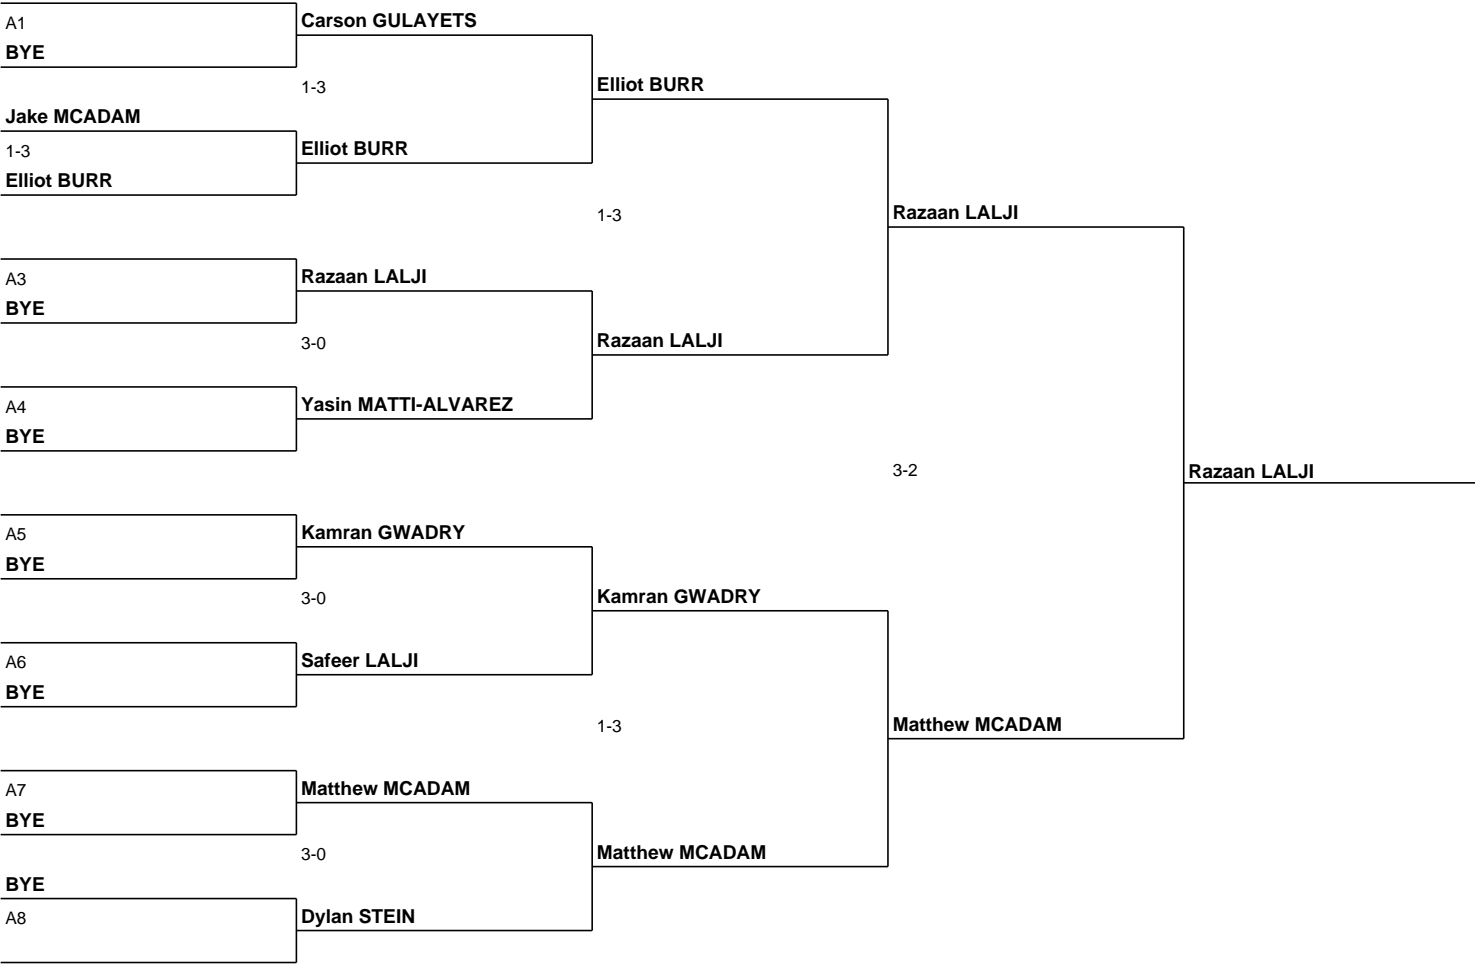 A1
BYE
Carson GULAYETS
1-3
Elliot BURR
Jake MCADAM
1-3
Elliot BURR
Elliot BURR
1-3
Razaan LALJI
A3
BYE
Razaan LALJI
3-0
Razaan LALJI
A4
BYE
Yasin MATTI-ALVAREZ
3-2
Razaan LALJI
A5
BYE
Kamran GWADRY
3-0
Kamran GWADRY
A6
BYE
Safeer LALJI
1-3
Matthew MCADAM
A7
BYE
Matthew MCADAM
3-0
Matthew MCADAM
BYE
A8
Dylan STEIN